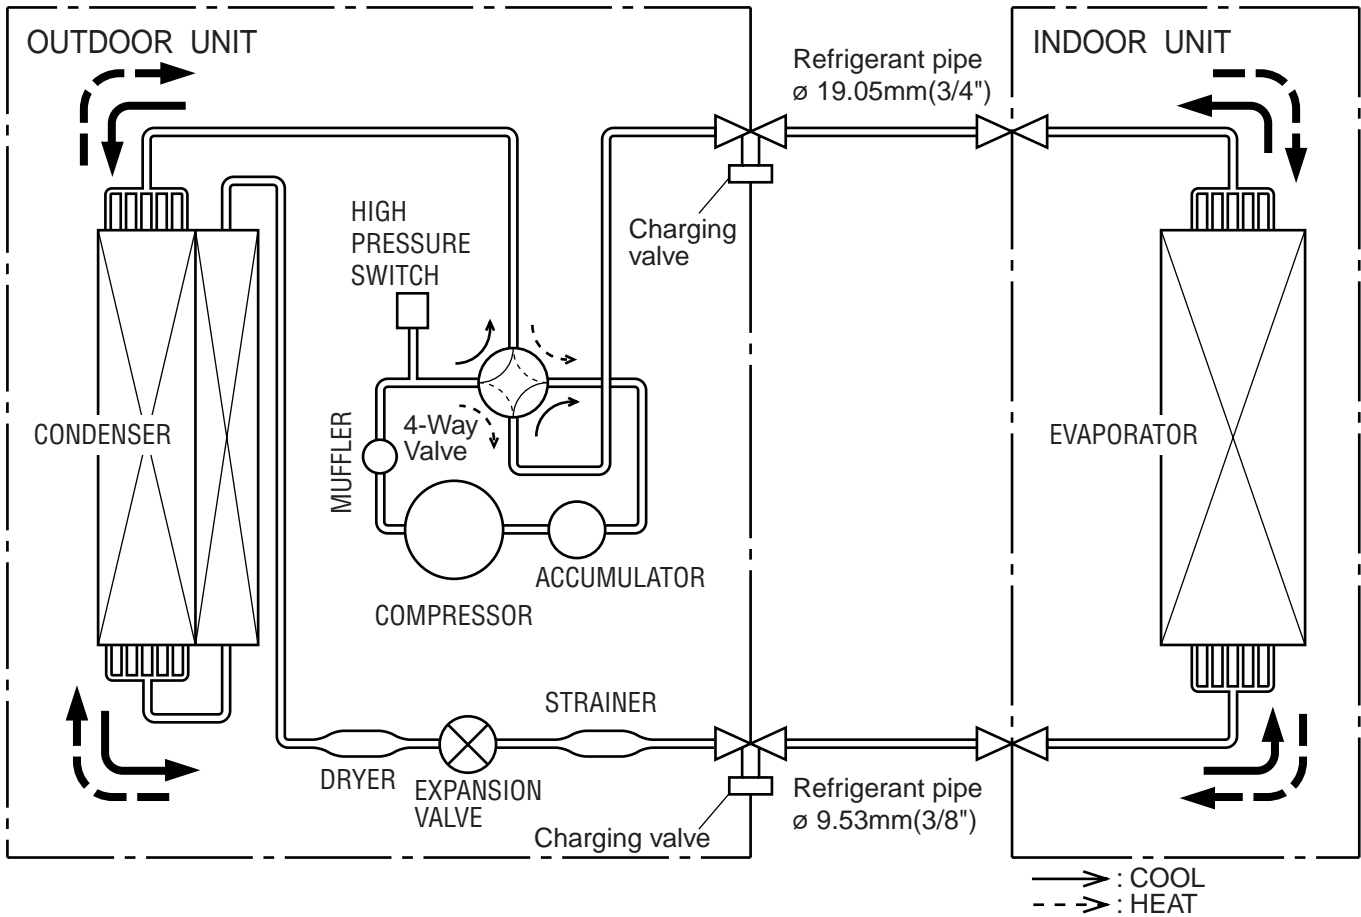 OUTDOOR UNIT
INDOOR UNIT
Refrigerant pipe
ø 19.05mm(3/4")
Charging
valve
HIGH
PRESSURE
SWITCH
4-Way
Valve
MUFFLER
CONDENSER
EVAPORATOR
ACCUMULATOR
COMPRESSOR
STRAINER
DRYER
EXPANSION
VALVE
Charging valve
Refrigerant pipe
ø 9.53mm(3/8")
: COOL
: HEAT